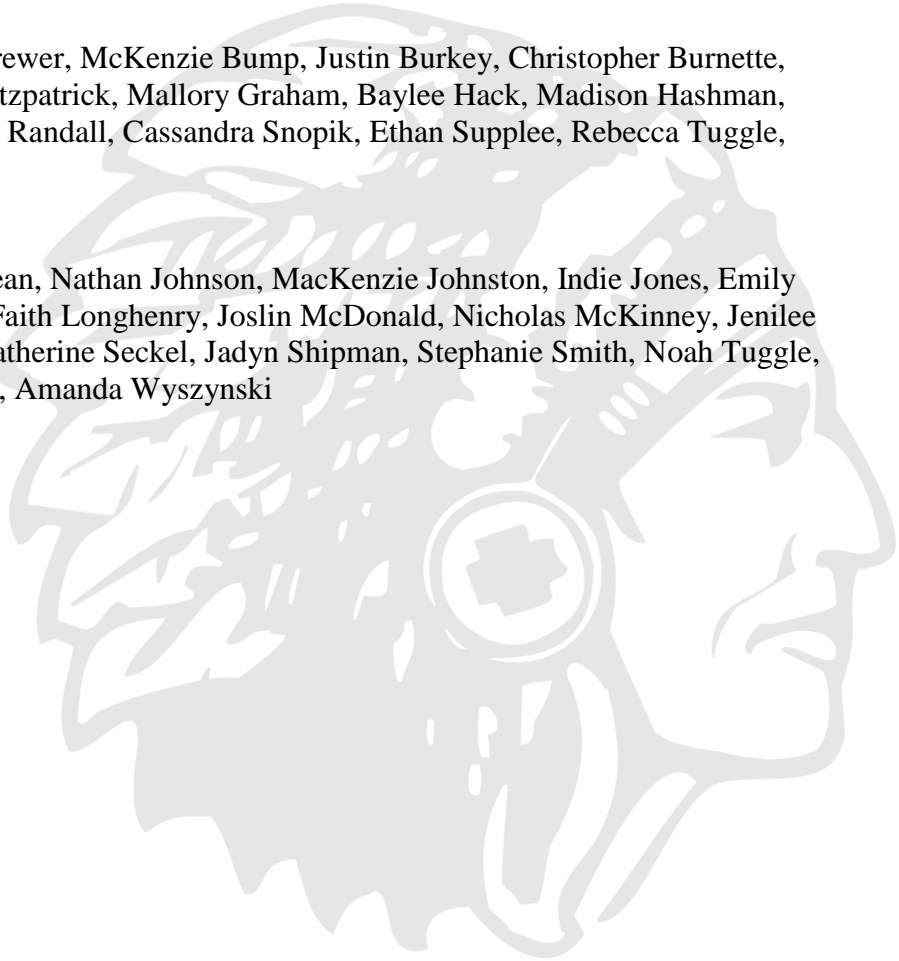 rewer, McKenzie Bump, Justin Burkey, Christopher Burnette,
tzpatrick, Mallory Graham, Baylee Hack, Madison Hashman,
Randall, Cassandra Snopik, Ethan Supplee, Rebecca Tuggle,
ean, Nathan Johnson, MacKenzie Johnston, Indie Jones, Emily
Faith Longhenry, Joslin McDonald, Nicholas McKinney, Jenilee
atherine Seckel, Jadyn Shipman, Stephanie Smith, Noah Tuggle,
, Amanda Wyszynski